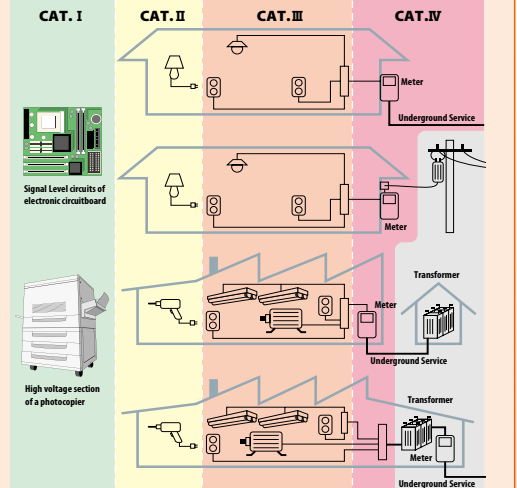 CAT. I
CAT. II
CAT. III
CAT. IV
Meter
Underground Service
Signal Level circuits of
electronic circuitboard
Meter
Transformer
Meter
Underground Service
High voltage section
of a photocopier
Transformer
Meter
Underground Service